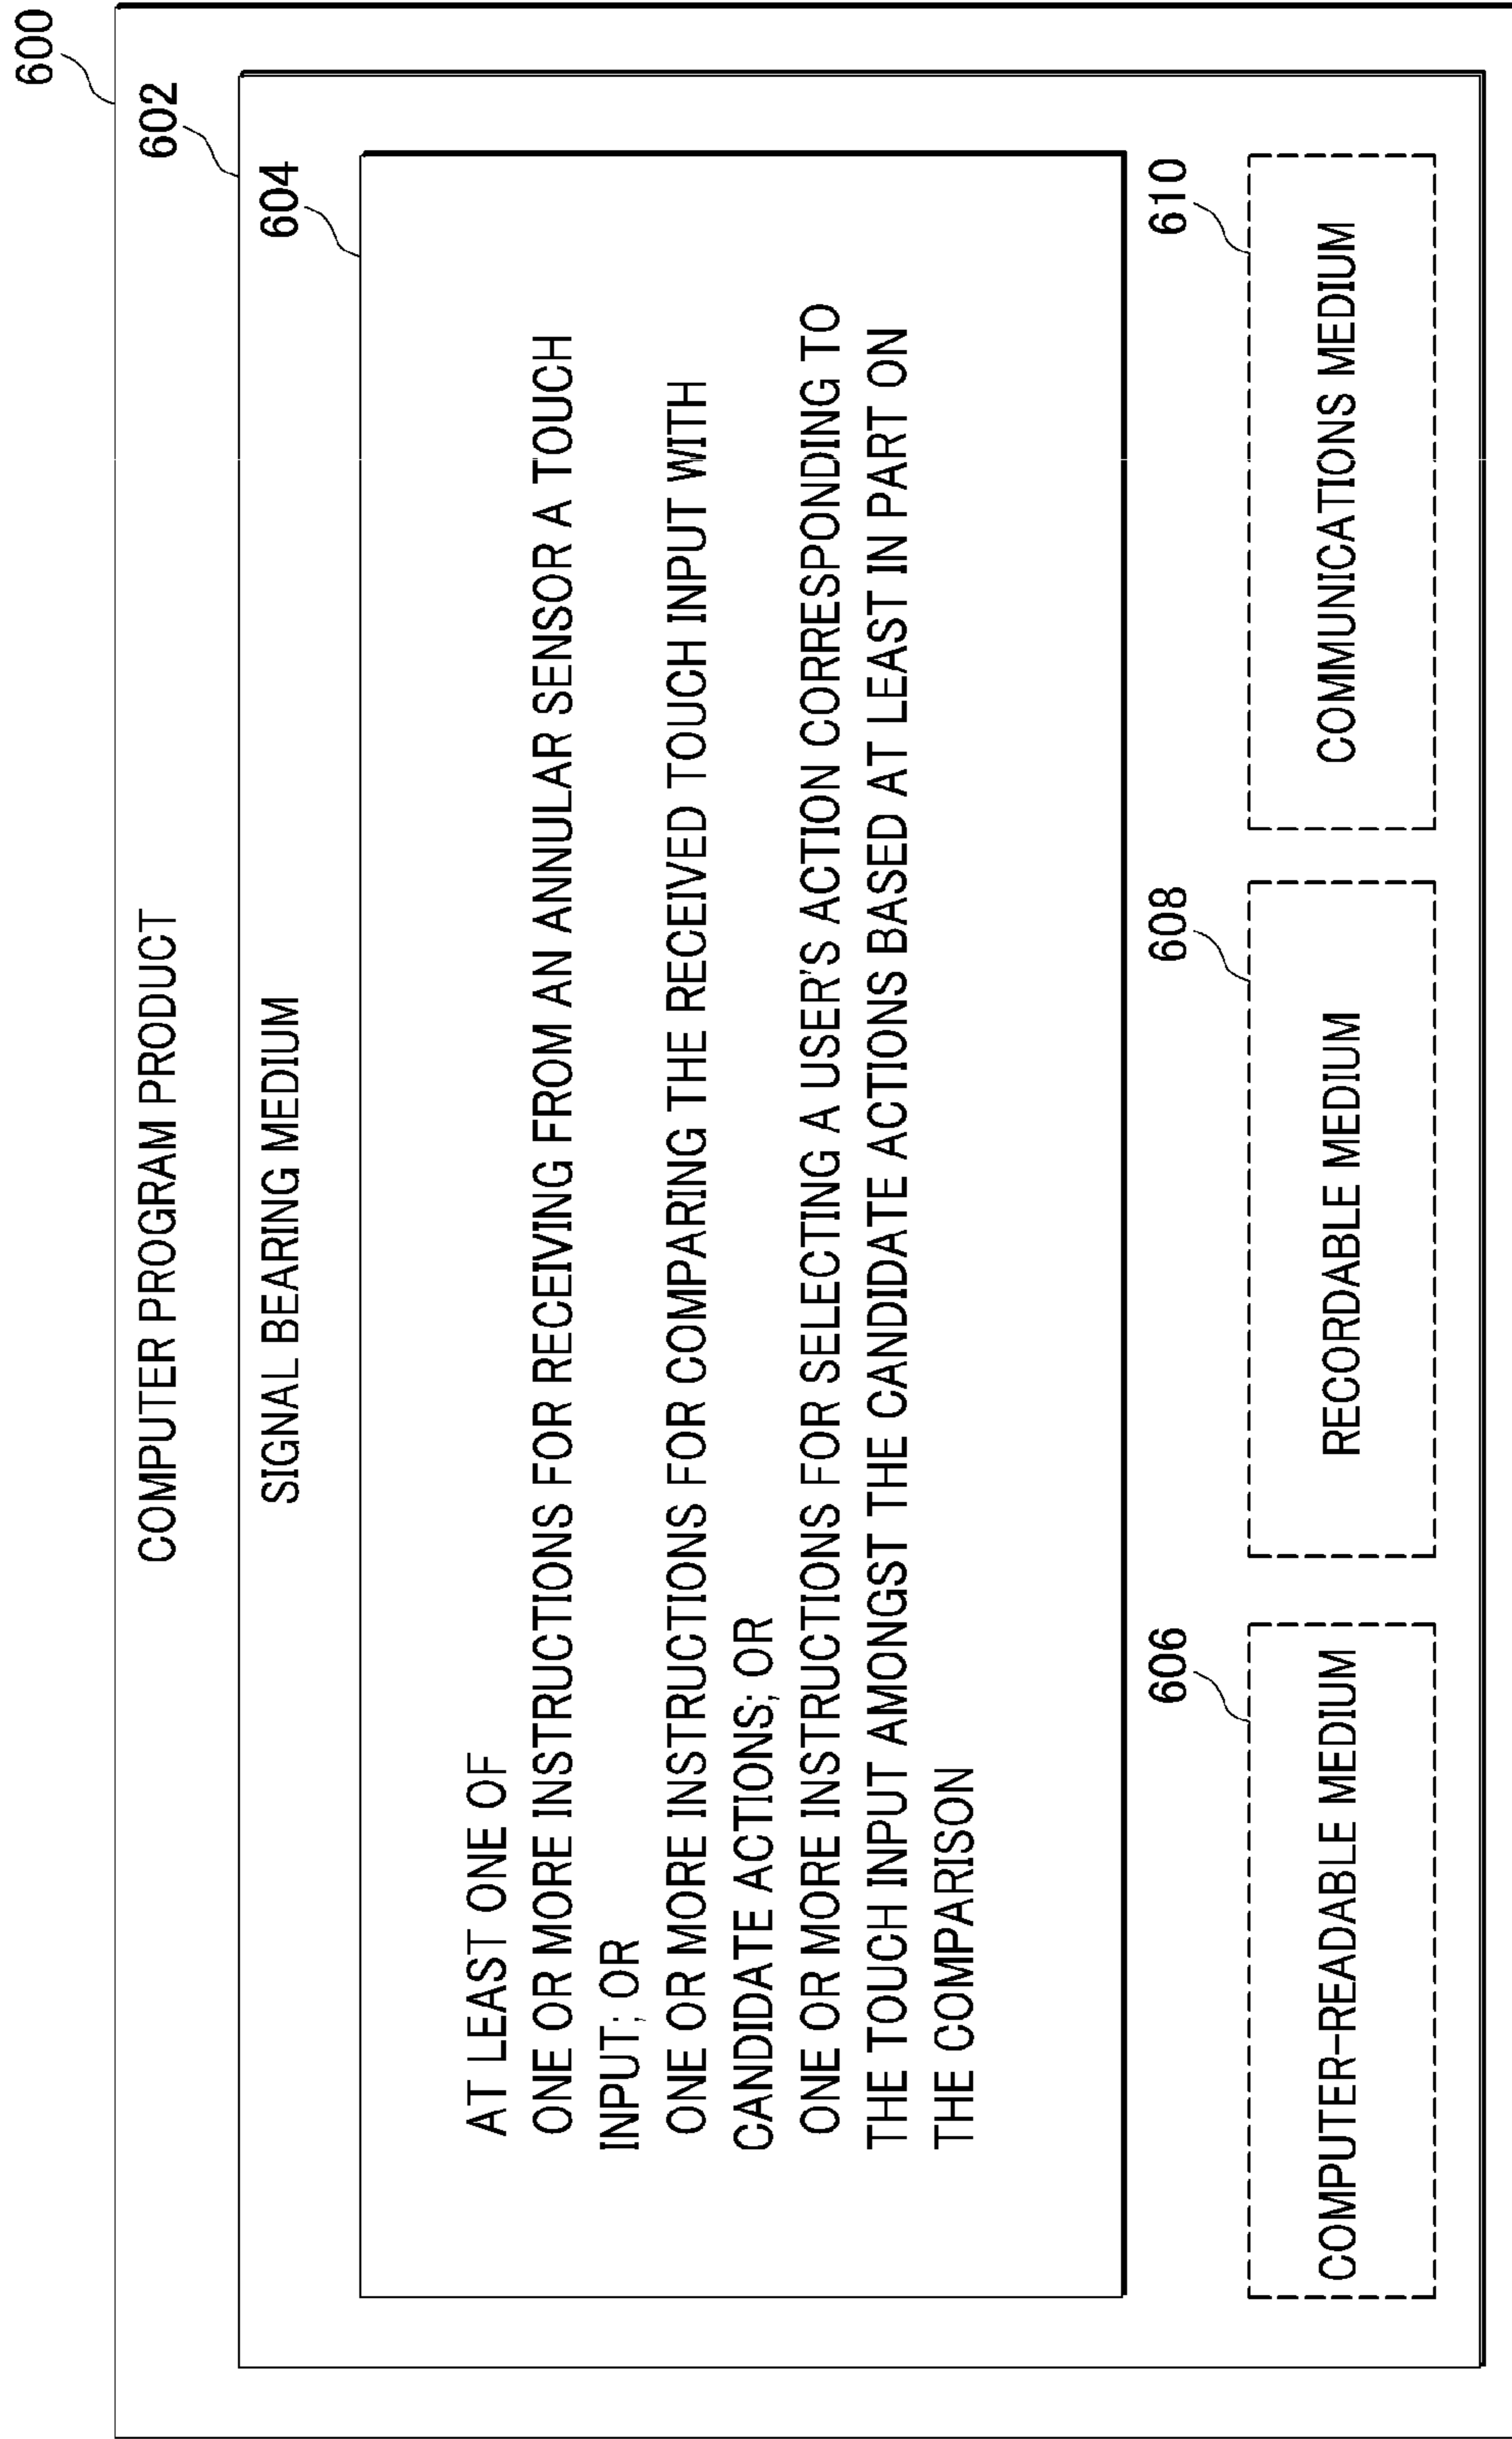 600
COMPUTER PROGRAM PRODUCT
602
SIGNAL BEARING MEDIUM
604
AT LEAST ONE OF
ONE OR MORE INSTRUCTIONS FOR RECEIVING FROM AN ANNULAR SENSOR A TOUCH
INPUT; OR
ONE OR MORE INSTRUCTIONS FOR COMPARING THE RECEIVED TOUCH INPUT WITH
CANDIDATE ACTIONS; OR
ONE OR MORE INSTRUCTIONS FOR SELECTING A USER'S ACTION CORRESPONDING TO
THE TOUCH INPUT AMONGST THE CANDIDATE ACTIONS BASED AT LEAST IN PART ON
THE COMPARISON
606
COMPUTER-READABLE MEDIUM
608
RECORDABLE MEDIUM
610
COMMUNICATIONS MEDIUM